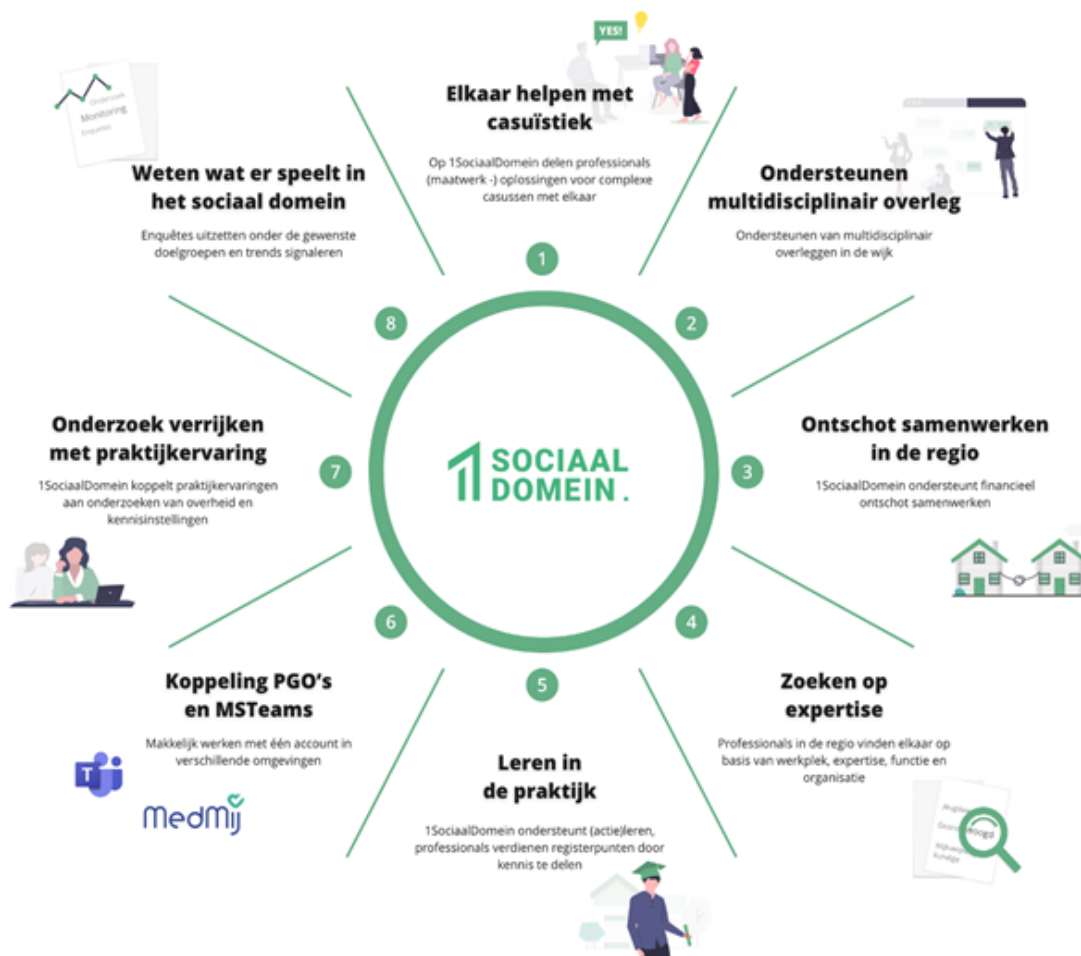 YES!
Elkaar helpen met
casuïstiek
Op 1SociaalDomein delen professionals
(maatwerk -) oplossingen voor complexe
casussen met elkaar
1
Ondersteunen
multidisciplinair overleg
Ondersteunen van multidisciplinair
overleggen in de wijk
2
Ontschot samenwerken
in de regio
1SociaalDomein ondersteunt financieel
ontschot samenwerken
3
Zoeken op
expertise
Professionals in de regio vinden elkaar op
basis van werkplek, expertise, functie en
organisatie
4
5
Leren in
de praktijk
1SociaalDomein ondersteunt (actie)leren,
professionals verdienen registerpunten door
kennis te delen
6
Koppeling PGO’s
en MSTeams
Makkelijk werken met één account in
verschillende omgevingen
T
MedMij
7
Onderzoek verrijken
met praktijkervaring
1SociaalDomein koppelt praktijkervaringen
aan onderzoeken van overheid en
kennisinstellingen
8
Onderzoek
Monitoring
Enquêtes
Weten wat er speelt in
het sociaal domein
Enquêtes uitzetten onder de gewenste
doelgroepen en trends signaleren
1 SOCIAAL
DOMEIN.